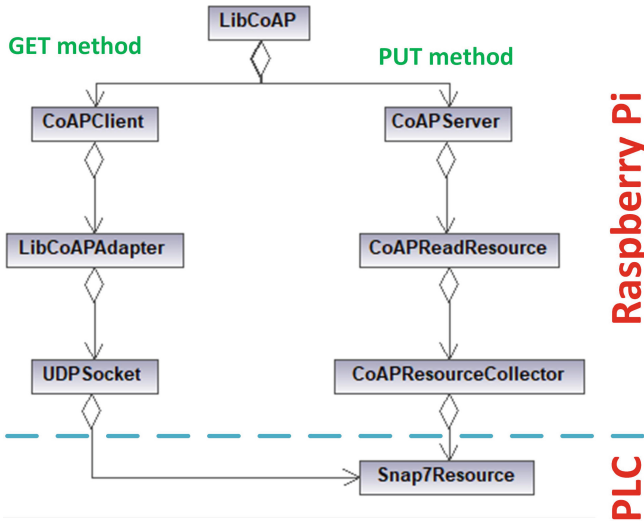 LibCoAP
GET method
PUT method
CoAPClient
CoAPServer
LibCoAPAdapter
CoAPReadResource
UDPSocket
CoAPResourceCollector
Snap7Resource
Raspberry Pi
PLC